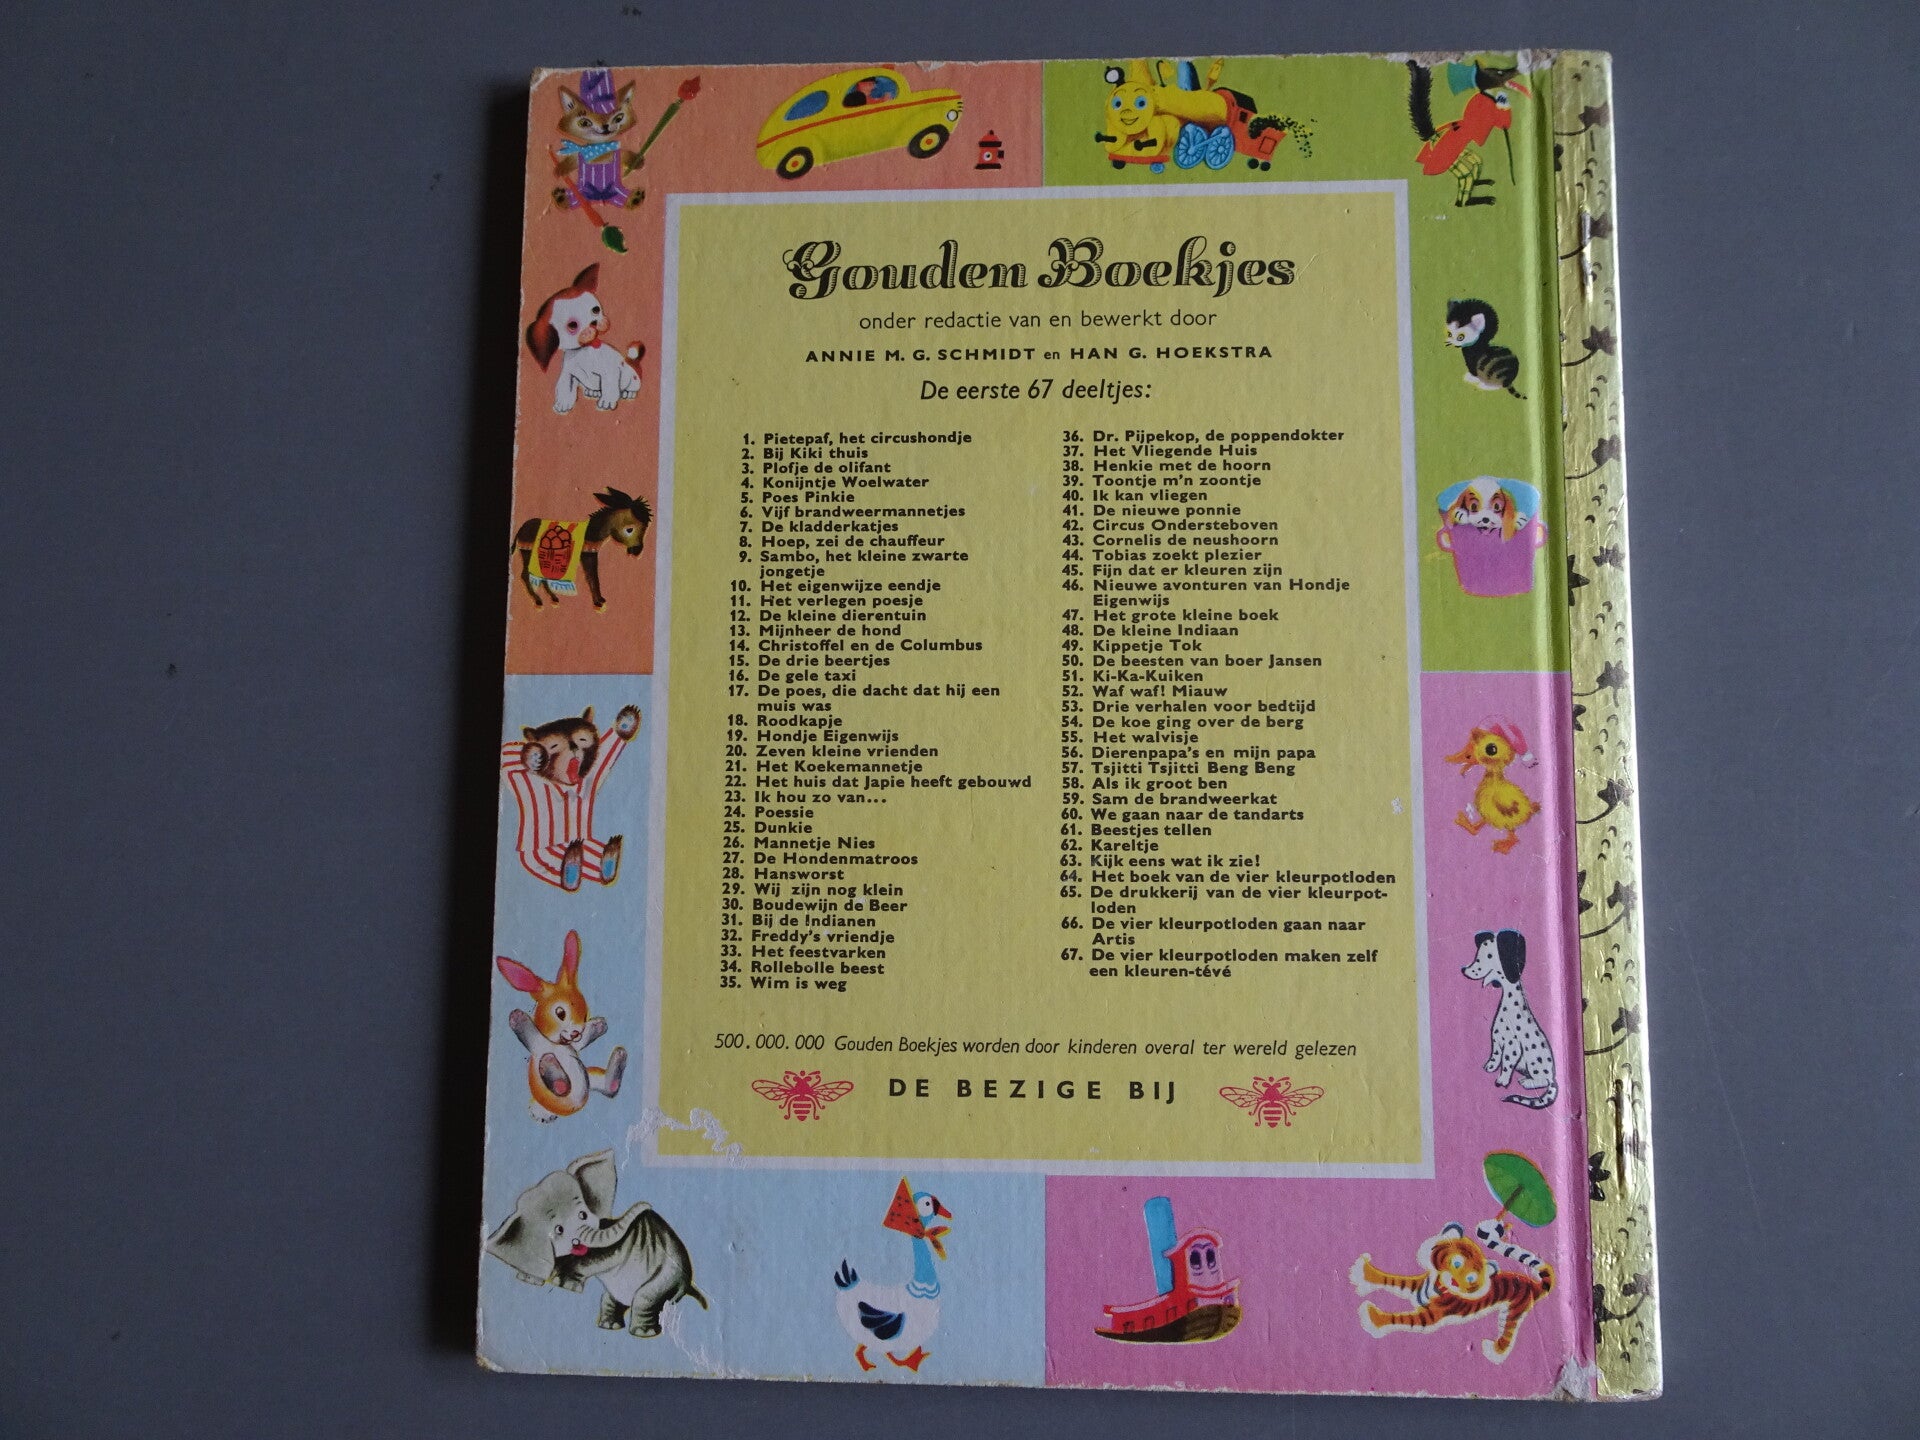 Gouden Boekjes
onder redactie van en bewerkt door
ANNIE M. G. SCHMIDT en HAN G. HOEKSTRA
De eerste 67 deeltjes:
1. Pietepaf, het circushondje
2. Bij Kiki thuis
3. Plofje de olifant
4. Konijntje Woelwater
5. Poes Pinkie
6. Vijf brandweermannetjes
7. De kladderkatjes
8. Hoep, zei de chauffeur
9. Sambo, het kleine zwarte
jongetje
10. Het eigenwijze eendje
11. Het verlegen poesje
12. De kleine dierentuin
13. Mijnheer de hond
14. Christoffel en de Columbus
15. De drie beertjes
16. De gele taxi
17. De poes, die dacht dat hij een
muis was
18. Roodkapje
19. Hondje Eigenwijs
20. Zeven kleine vrienden
21. Het Koekemannetje
22. Het huis dat Japie heeft gebouwd
23. Ik hou zo van...
24. Poessie
25. Dunkie
26. Mannetje Nies
27. De Hondenmatroos
28. Hansworst
29. Wij zijn nog klein
30. Boudewijn de Beer
31. Bij de Indianen
32. Freddy's vriendje
33. Het feestvarken
34. Rollebolle beest
35. Wim is weg
36. Dr. Pijpekop, de poppendokter
37. Het Vliegende Huis
38. Henkie met de hoorn
39. Toontje m'n zoontje
40. Ik kan vliegen
41. De nieuwe ponnie
42. Circus Ondersteboven
43. Cornelis de neushoorn
44. Tobias zoekt plezier
45. Fijn dat er kleuren zijn
46. Nieuwe avonturen van Hondje
Eigenwijs
47. Het grote kleine boek
48. De kleine Indiaan
49. Kippetje Tok
50. De beesten van boer Jansen
51. Ki-Ka-Kuiken
52. Waf waf! Miauw
53. Drie verhalen voor bedtijd
54. De koe ging over de berg
55. Het walvisje
56. Dierenpapa's en mijn papa
57. Tsjitti Tsjitti Beng Beng
58. Als ik groot ben
59. Sam de brandweerkat
60. We gaan naar de tandarts
61. Beestjes tellen
62. Kareltje
63. Kijk eens wat ik zie!
64. Het boek van de vier kleurpotloden
65. De drukkerij van de vier kleurpot-
loden
66. De vier kleurpotloden gaan naar
Artis
67. De vier kleurpotloden maken zelf
een kleuren-tévé
500.000.000 Gouden Boekjes worden door kinderen overal ter wereld gelezen
DE BEZIGE BIJ